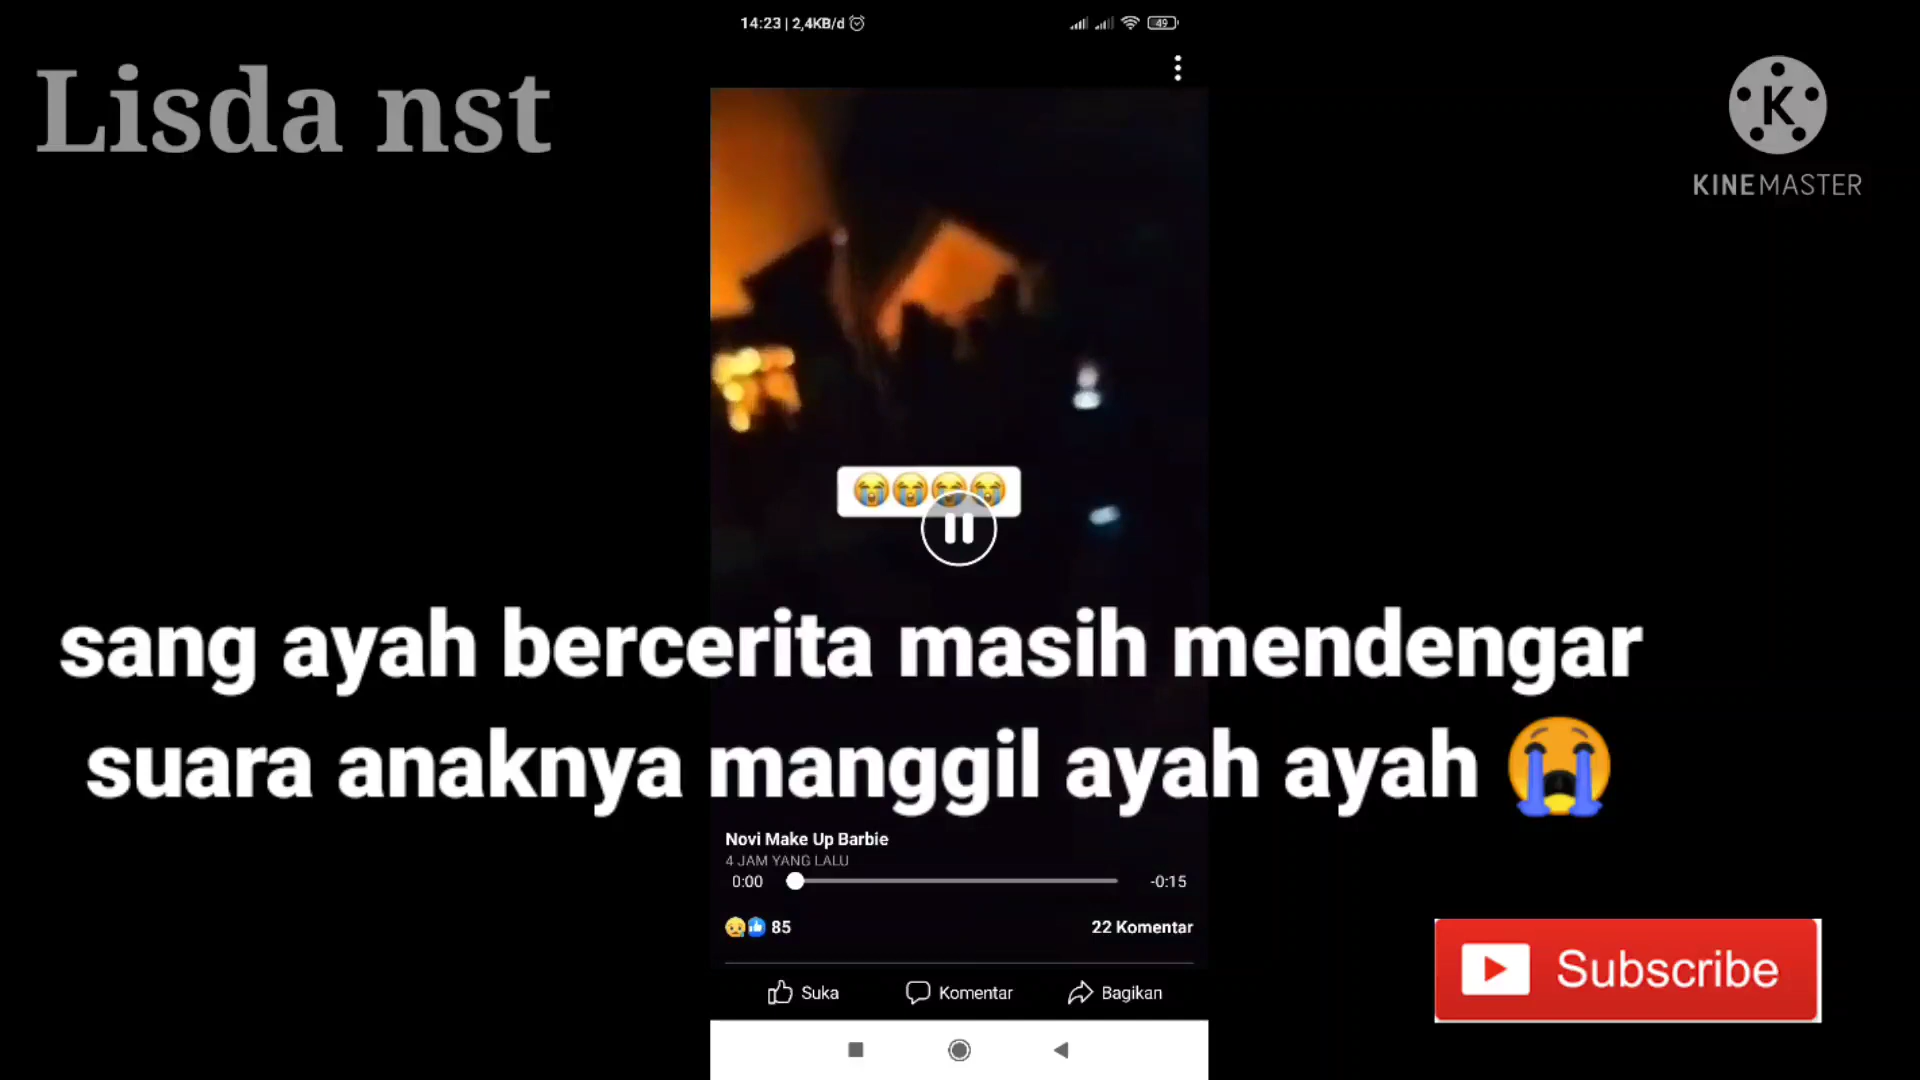 14:23 | 2,4KB/d
49
Lisda nst
K
KINEMASTER
😭😭😭😭
sang ayah bercerita masih mendengar
suara anaknya manggil ayah ayah 😭
Novi Make Up Barbie
4 JAM YANG LALU
0:00
-0:15
85
22 Komentar
Suka
Komentar
Bagikan
Subscribe